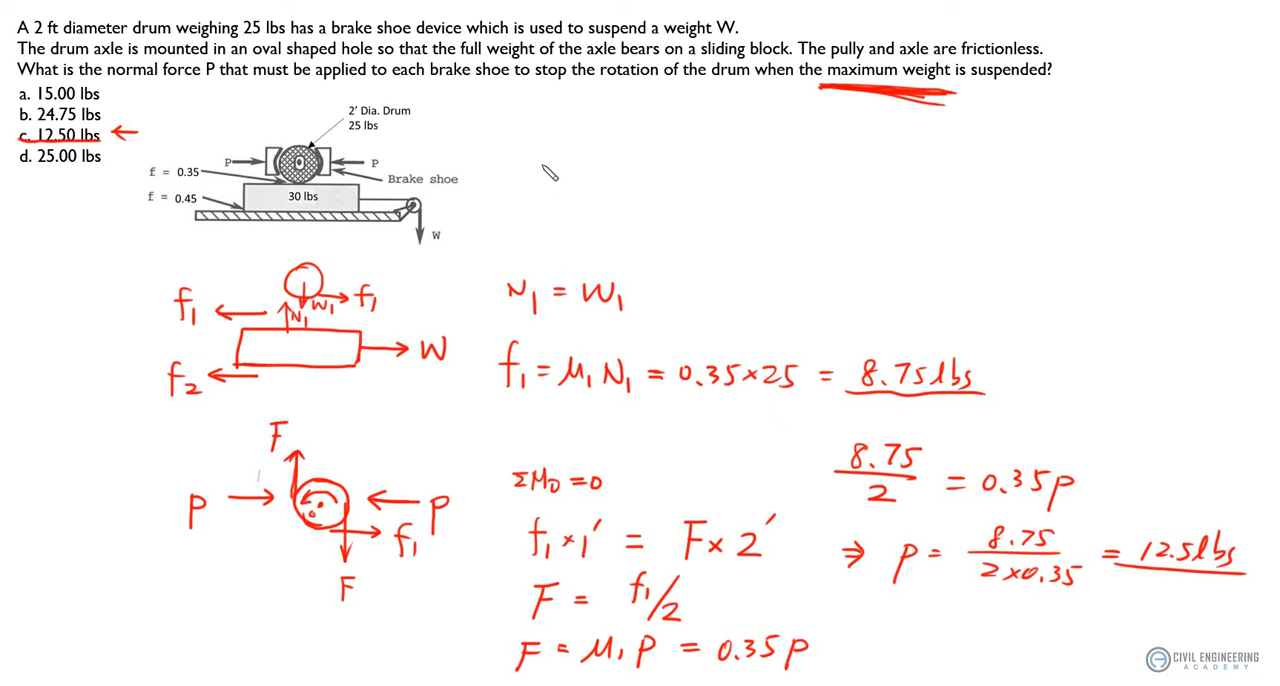 A 2 ft diameter drum weighing 25 lbs has a brake shoe device which is used to suspend a weight W.
The drum axle is mounted in an oval shaped hole so that the full weight of the axle bears on a sliding block. The pully and axle are frictionless.
What is the normal force P that must be applied to each brake shoe to stop the rotation of the drum when the maximum weight is suspended?
a. 15.00 lbs
b. 24.75 lbs
c. 12.50 lbs
d. 25.00 lbs
2' Dia. Drum
25 lbs
P
P
f = 0.35
Brake shoe
f = 0.45
30 lbs
W
f₁
W₁
f₁
N₁
W
f₂
N₁ = W₁
f₁ = μ₁ N₁ = 0.35×25 = 8.75 lbs
F
P
P
f₁
F
ΣM₀ = 0
f₁ × 1' = F × 2'
F = f₁/2
F = μ₁ P = 0.35 P
8.75/2 = 0.35P
⇒ P = 8.75/2×0.35 = 12.5 lbs
CIVIL ENGINEERING
ACADEMY